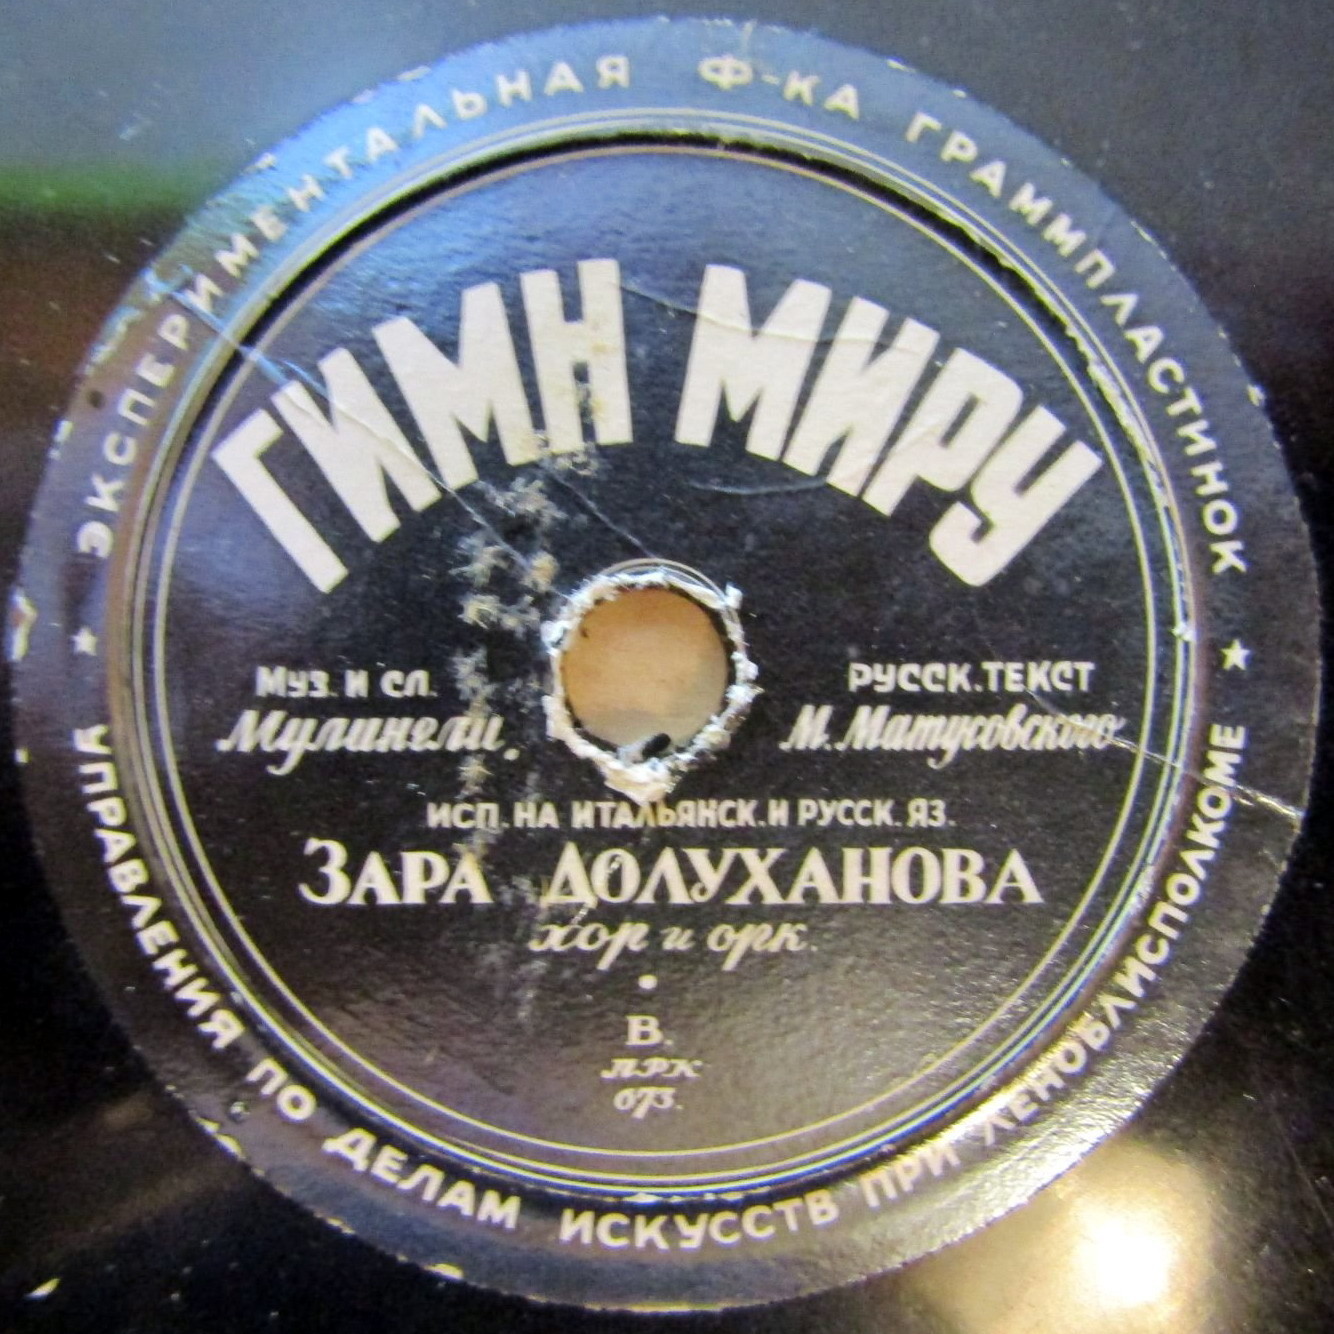 ЭКСПЕРИМЕНТАЛЬНАЯ Ф-КА ГРАММПЛАСТИНОК
ГИМН МИРУ
Муз. и сл.
Мулинели.
РУССК. ТЕКСТ
М. Матусовского
ИСП. НА ИТАЛЬЯНСК. И РУССК. ЯЗ.
ЗАРА ДОЛУХАНОВА
хор и орк.
В.
ЛРК
673.
УПРАВЛЕНИЯ ПО ДЕЛАМ ИСКУССТВ ПРИ ЛЕНОБЛИСПОЛКОМЕ